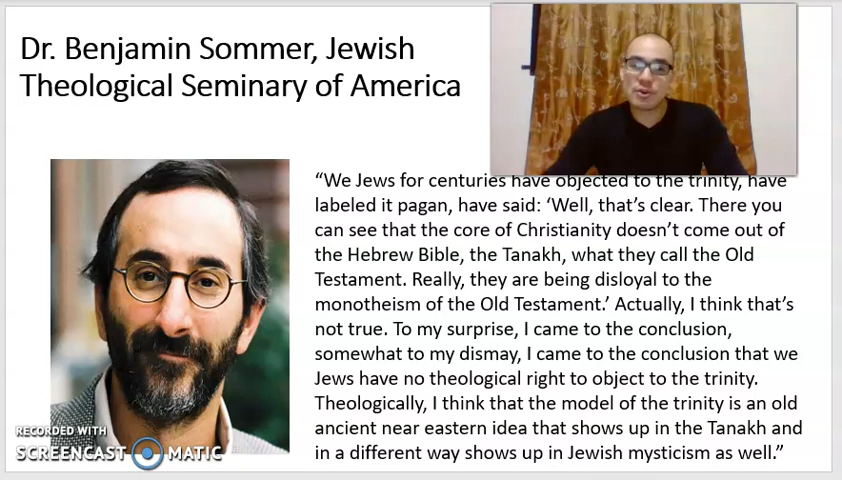 Dr. Benjamin Sommer, Jewish
Theological Seminary of America
“We Jews for centuries have objected to the trinity, have
labeled it pagan, have said: ‘Well, that’s clear. There you
can see that the core of Christianity doesn’t come out of
the Hebrew Bible, the Tanakh, what they call the Old
Testament. Really, they are being disloyal to the
monotheism of the Old Testament.’ Actually, I think that’s
not true. To my surprise, I came to the conclusion,
somewhat to my dismay, I came to the conclusion that we
Jews have no theological right to object to the trinity.
Theologically, I think that the model of the trinity is an old
ancient near eastern idea that shows up in the Tanakh and
in a different way shows up in Jewish mysticism as well.”
RECORDED WITH
SCREENCAST MATIC